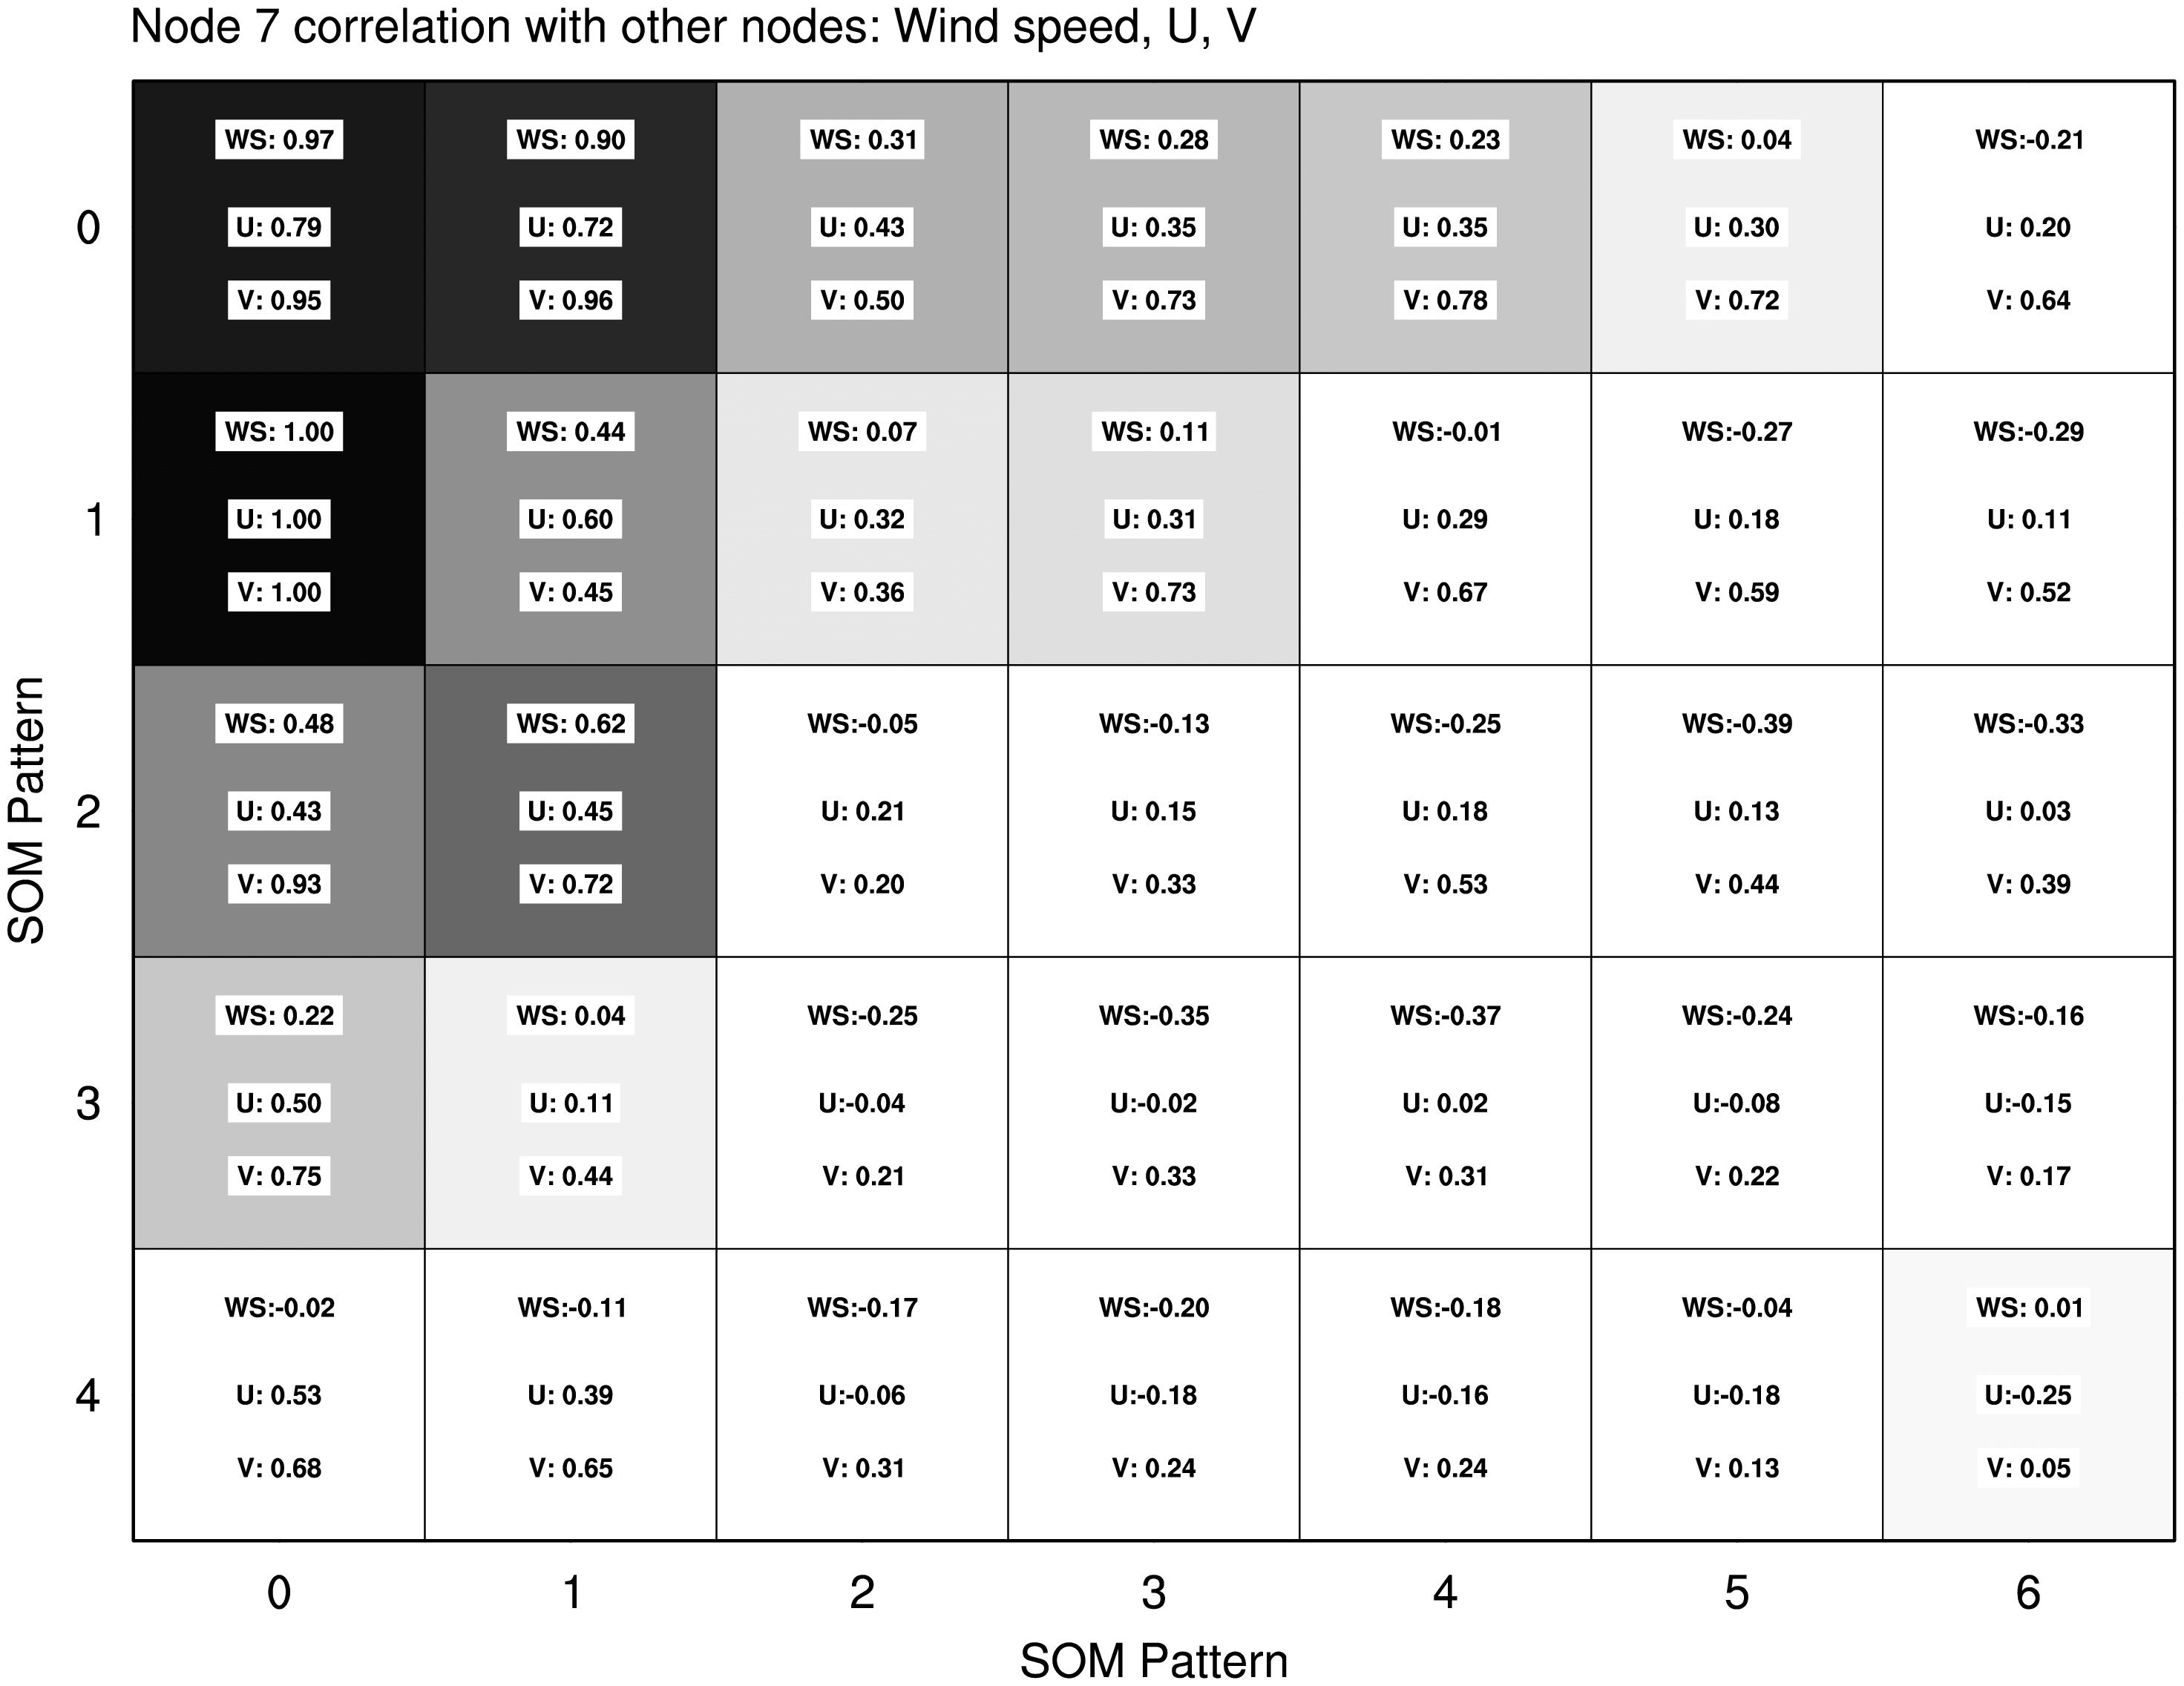 Node 7 correlation with other nodes: Wind speed, U, V
WS: 0.97 WS: 0.90 WS: 0.31 WS: 0.28 WS: 0.23 WS: 0.04 WS:-0.21
0 U: 0.79 U: 0.72 U: 0.43 U: 0.35 U: 0.35 U: 0.30 U: 0.20
V: 0.95 V: 0.96 V: 0.50 V: 0.73 V: 0.78 V: 0.72 V: 0.64
WS: 1.00 WS: 0.44 WS: 0.07 WS: 0.11 WS:-0.01 WS:-0.27 WS:-0.29
1 U: 1.00 U: 0.60 U: 0.32 U: 0.31 U: 0.29 U: 0.18 U: 0.11
V: 1.00 V: 0.45 V: 0.36 V: 0.73 V: 0.67 V: 0.59 V: 0.52
SOM Pattern
WS: 0.48 WS: 0.62 WS:-0.05 WS:-0.13 WS:-0.25 WS:-0.39 WS:-0.33
2 U: 0.43 U: 0.45 U: 0.21 U: 0.15 U: 0.18 U: 0.13 U: 0.03
V: 0.93 V: 0.72 V: 0.20 V: 0.33 V: 0.53 V: 0.44 V: 0.39
WS: 0.22 WS: 0.04 WS:-0.25 WS:-0.35 WS:-0.37 WS:-0.24 WS:-0.16
3 U: 0.50 U: 0.11 U:-0.04 U:-0.02 U: 0.02 U:-0.08 U:-0.15
V: 0.75 V: 0.44 V: 0.21 V: 0.33 V: 0.31 V: 0.22 V: 0.17
WS:-0.02 WS:-0.11 WS:-0.17 WS:-0.20 WS:-0.18 WS:-0.04 WS: 0.01
4 U: 0.53 U: 0.39 U:-0.06 U:-0.18 U:-0.16 U:-0.18 U:-0.25
V: 0.68 V: 0.65 V: 0.31 V: 0.24 V: 0.24 V: 0.13 V: 0.05
0 1 2 3 4 5 6
SOM Pattern